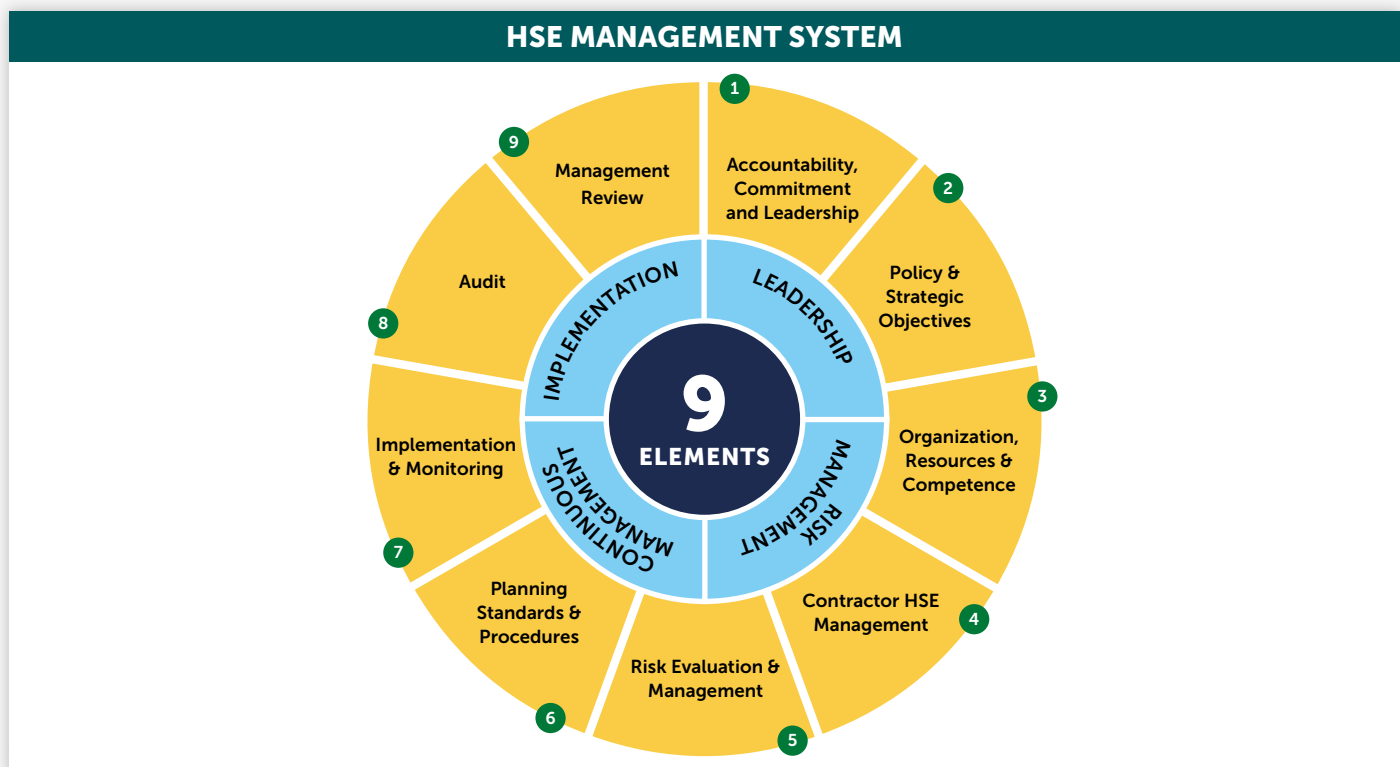 HSE MANAGEMENT SYSTEM
1
Accountability,
Commitment
and Leadership
2
Policy &
Strategic
Objectives
3
Organization,
Resources &
Competence
4
Contractor HSE
Management
5
Risk Evaluation &
Management
6
Planning
Standards &
Procedures
7
Implementation
& Monitoring
8
Audit
9
Management
Review
LEADERSHIP
RISK
MANAGEMENT
CONTINUOUS
MANAGEMENT
IMPLEMENTATION
9
ELEMENTS